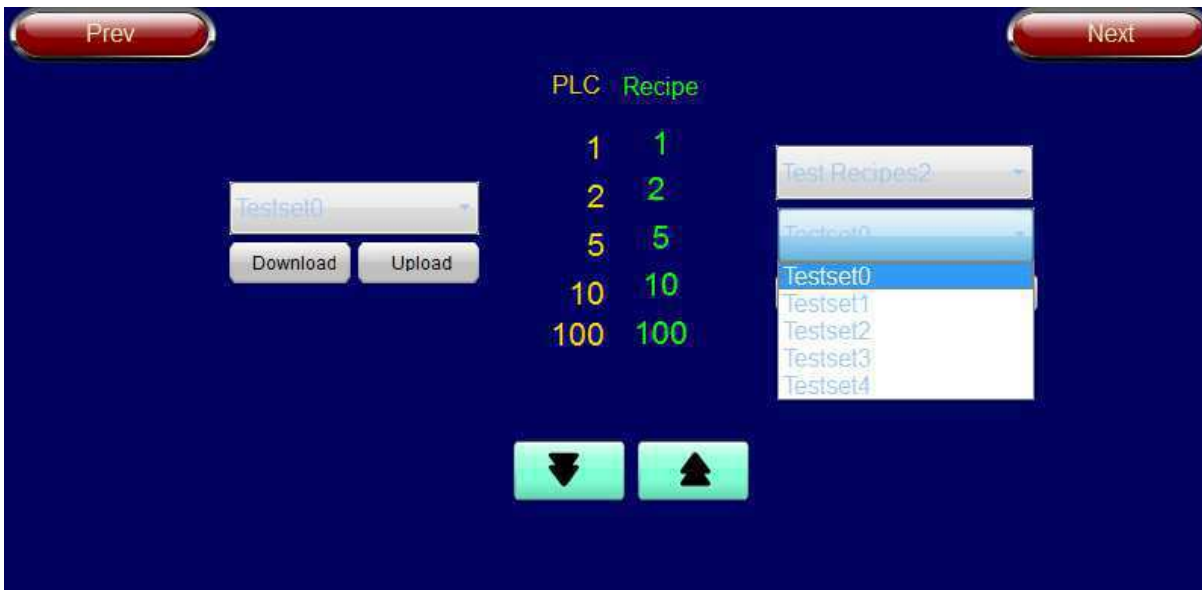 Prev
Next
PLC Recipe
1 1
2 2
5 5
10 10
100 100
Testset0
Download Upload
Test Recipes2
Testset0
Testset0
Testset1
Testset2
Testset3
Testset4